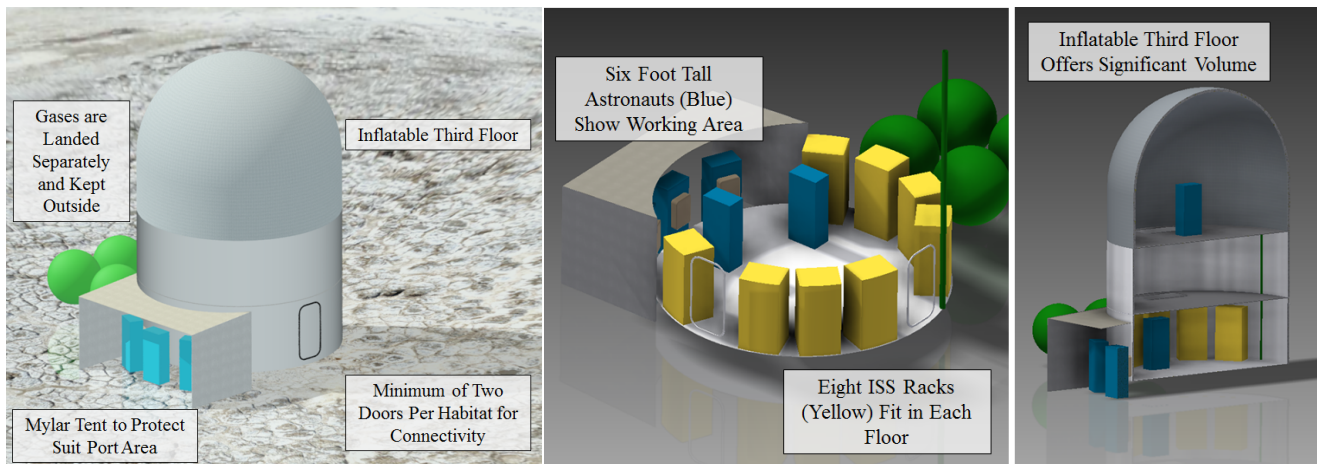 Gases are
Landed
Separately
and Kept
Outside
Inflatable Third Floor
Mylar Tent to Protect
Suit Port Area
Minimum of Two
Doors Per Habitat for
Connectivity
Six Foot Tall
Astronauts (Blue)
Show Working Area
Eight ISS Racks
(Yellow) Fit in Each
Floor
Inflatable Third Floor
Offers Significant Volume